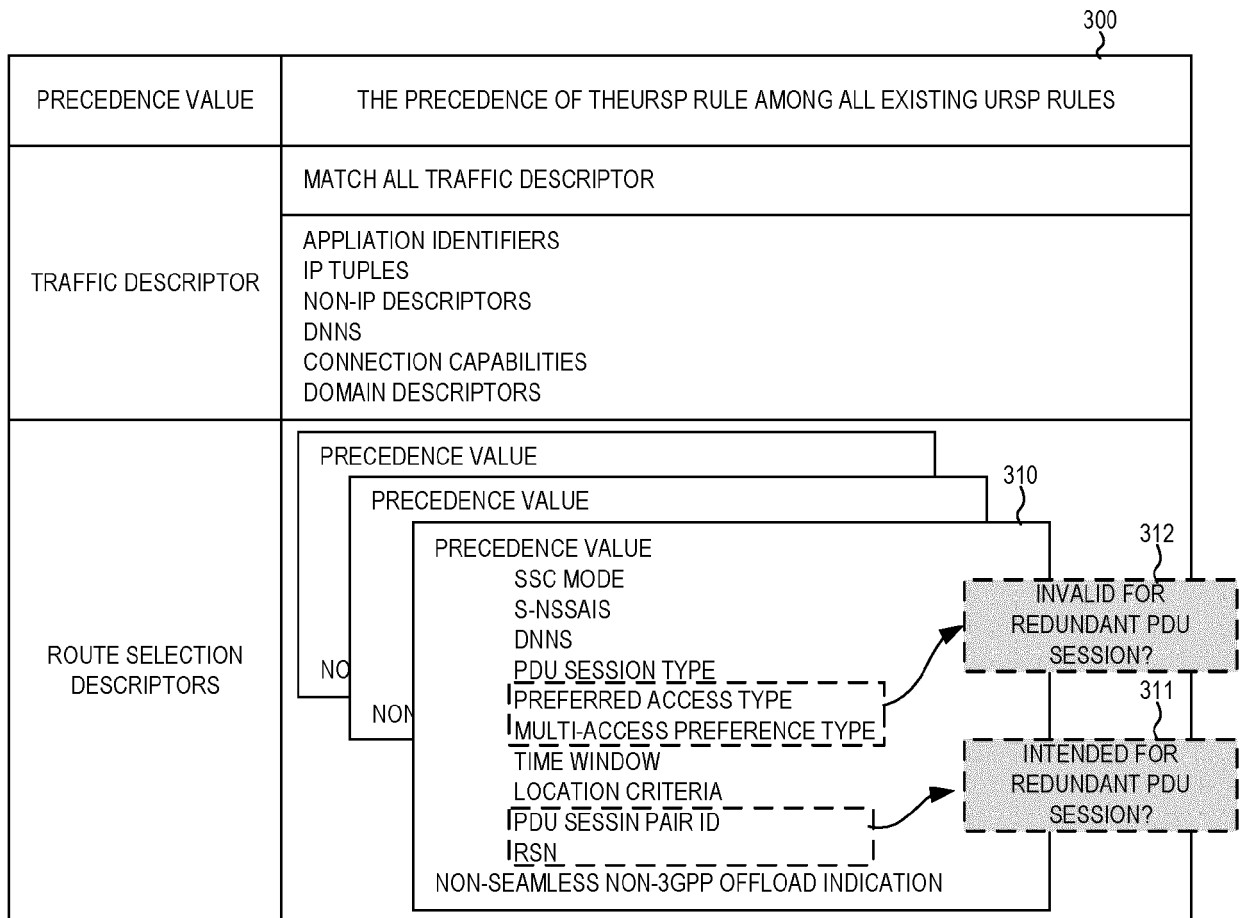 300
PRECEDENCE VALUE
THE PRECEDENCE OF THEURSP RULE AMONG ALL EXISTING URSP RULES
TRAFFIC DESCRIPTOR
MATCH ALL TRAFFIC DESCRIPTOR
APPLIATION IDENTIFIERS
IP TUPLES
NON-IP DESCRIPTORS
DNNS
CONNECTION CAPABILITIES
DOMAIN DESCRIPTORS
ROUTE SELECTION
DESCRIPTORS
PRECEDENCE VALUE
NO
PRECEDENCE VALUE
NON
310
PRECEDENCE VALUE
SSC MODE
S-NSSAIS
DNNS
PDU SESSION TYPE
PREFERRED ACCESS TYPE
MULTI-ACCESS PREFERENCE TYPE
TIME WINDOW
LOCATION CRITERIA
PDU SESSIN PAIR ID
RSN
NON-SEAMLESS NON-3GPP OFFLOAD INDICATION
312
INVALID FOR
REDUNDANT PDU
SESSION?
311
INTENDED FOR
REDUNDANT PDU
SESSION?